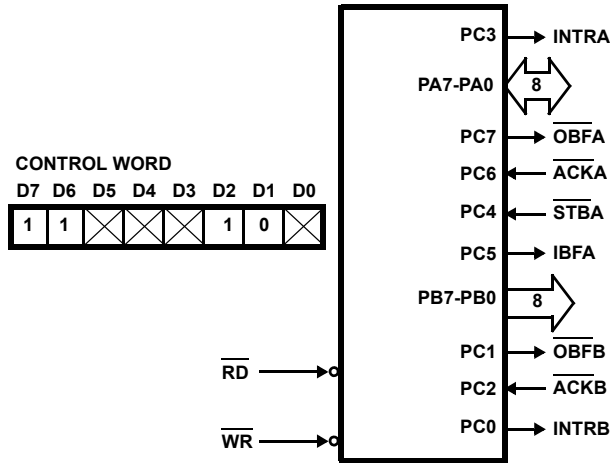 PC3 INTRA
PA7-PA0 8
PC7 OBFA
CONTROL WORD
PC6 ACKA
D7 D6 D5 D4 D3 D2 D1 D0
PC4 STBA
1 1 1 0
PC5 IBFA
PB7-PB0 8
PC1 OBFB
RD
PC2 ACKB
WR
PC0 INTRB